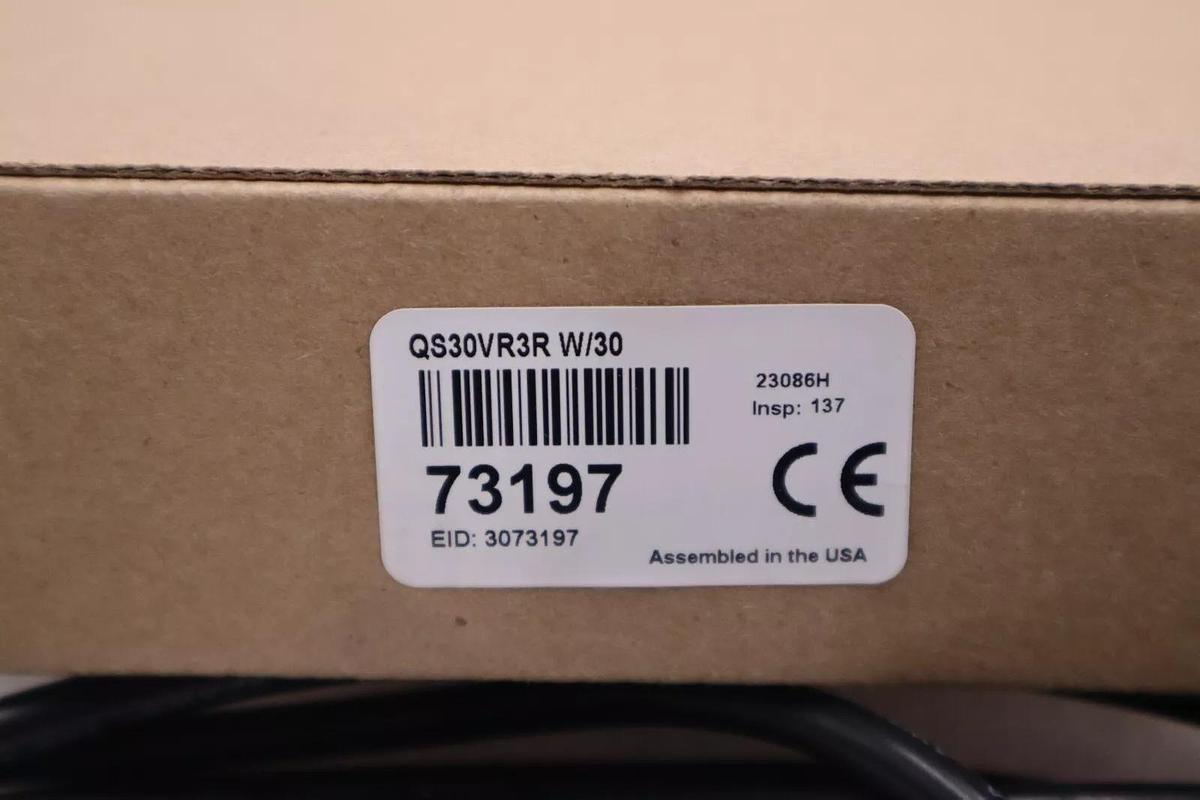 QS30VR3R W/30
23086H
Insp: 137
73197
CE
EID: 3073197
Assembled in the USA